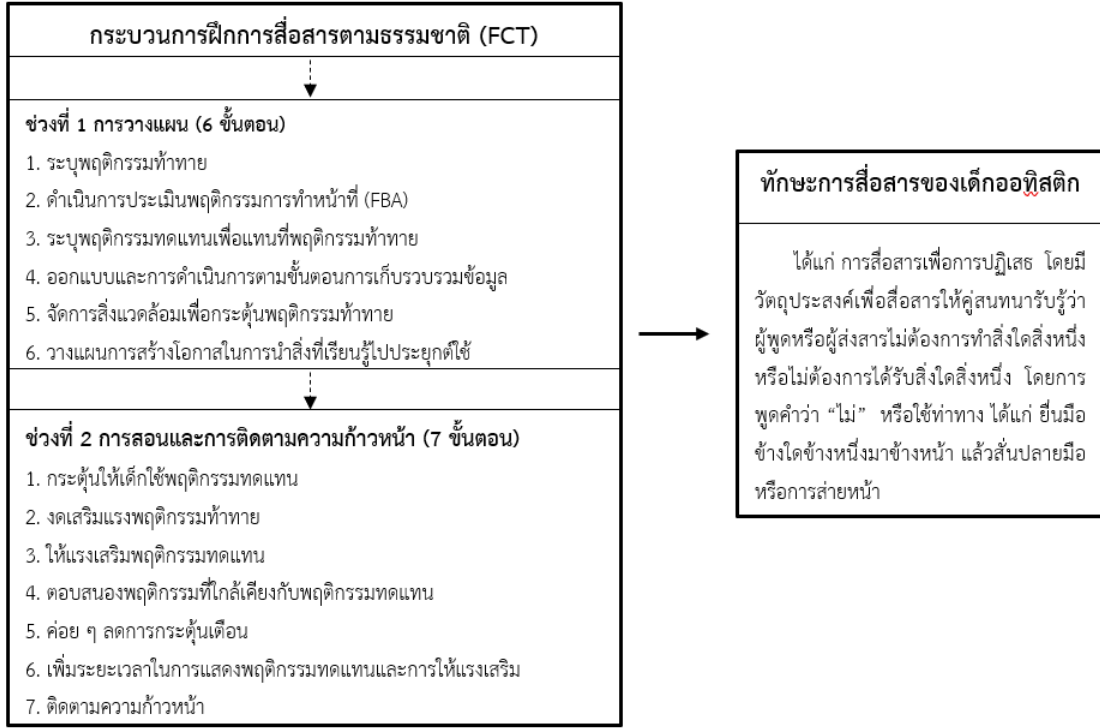 กระบวนการฝึกการสื่อสารตามธรรมชาติ (FCT)
ช่วงที่ 1 การวางแผน (6 ขั้นตอน)
1. ระบุพฤติกรรมท้าทาย
2. ดำเนินการประเมินพฤติกรรมการทำหน้าที่ (FBA)
3. ระบุพฤติกรรมทดแทนเพื่อแทนที่พฤติกรรมท้าทาย
4. ออกแบบและการดำเนินการตามขั้นตอนการเก็บรวบรวมข้อมูล
5. จัดการสิ่งแวดล้อมเพื่อกระตุ้นพฤติกรรมท้าทาย
6. วางแผนการสร้างโอกาสในการนำสิ่งที่เรียนรู้ไปประยุกต์ใช้
ช่วงที่ 2 การสอนและการติดตามความก้าวหน้า (7 ขั้นตอน)
1. กระตุ้นให้เด็กใช้พฤติกรรมทดแทน
2. งดเสริมแรงพฤติกรรมท้าทาย
3. ให้แรงเสริมพฤติกรรมทดแทน
4. ตอบสนองพฤติกรรมที่ใกล้เคียงกับพฤติกรรมทดแทน
5. ค่อย ๆ ลดการกระตุ้นเตือน
6. เพิ่มระยะเวลาในการแสดงพฤติกรรมทดแทนและการให้แรงเสริม
7. ติดตามความก้าวหน้า
ทักษะการสื่อสารของเด็กออทิสติก
ได้แก่ การสื่อสารเพื่อการปฏิเสธ โดยมี
วัตถุประสงค์เพื่อสื่อสารให้คู่สนทนารับรู้ว่า
ผู้พูดหรือผู้ส่งสารไม่ต้องการทำสิ่งใดสิ่งหนึ่ง
หรือไม่ต้องการได้รับสิ่งใดสิ่งหนึ่ง โดยการ
พูดคำว่า “ไม่” หรือใช้ท่าทาง ได้แก่ ยื่นมือ
ข้างใดข้างหนึ่งมาข้างหน้า แล้วสั่นปลายมือ
หรือการส่ายหน้า